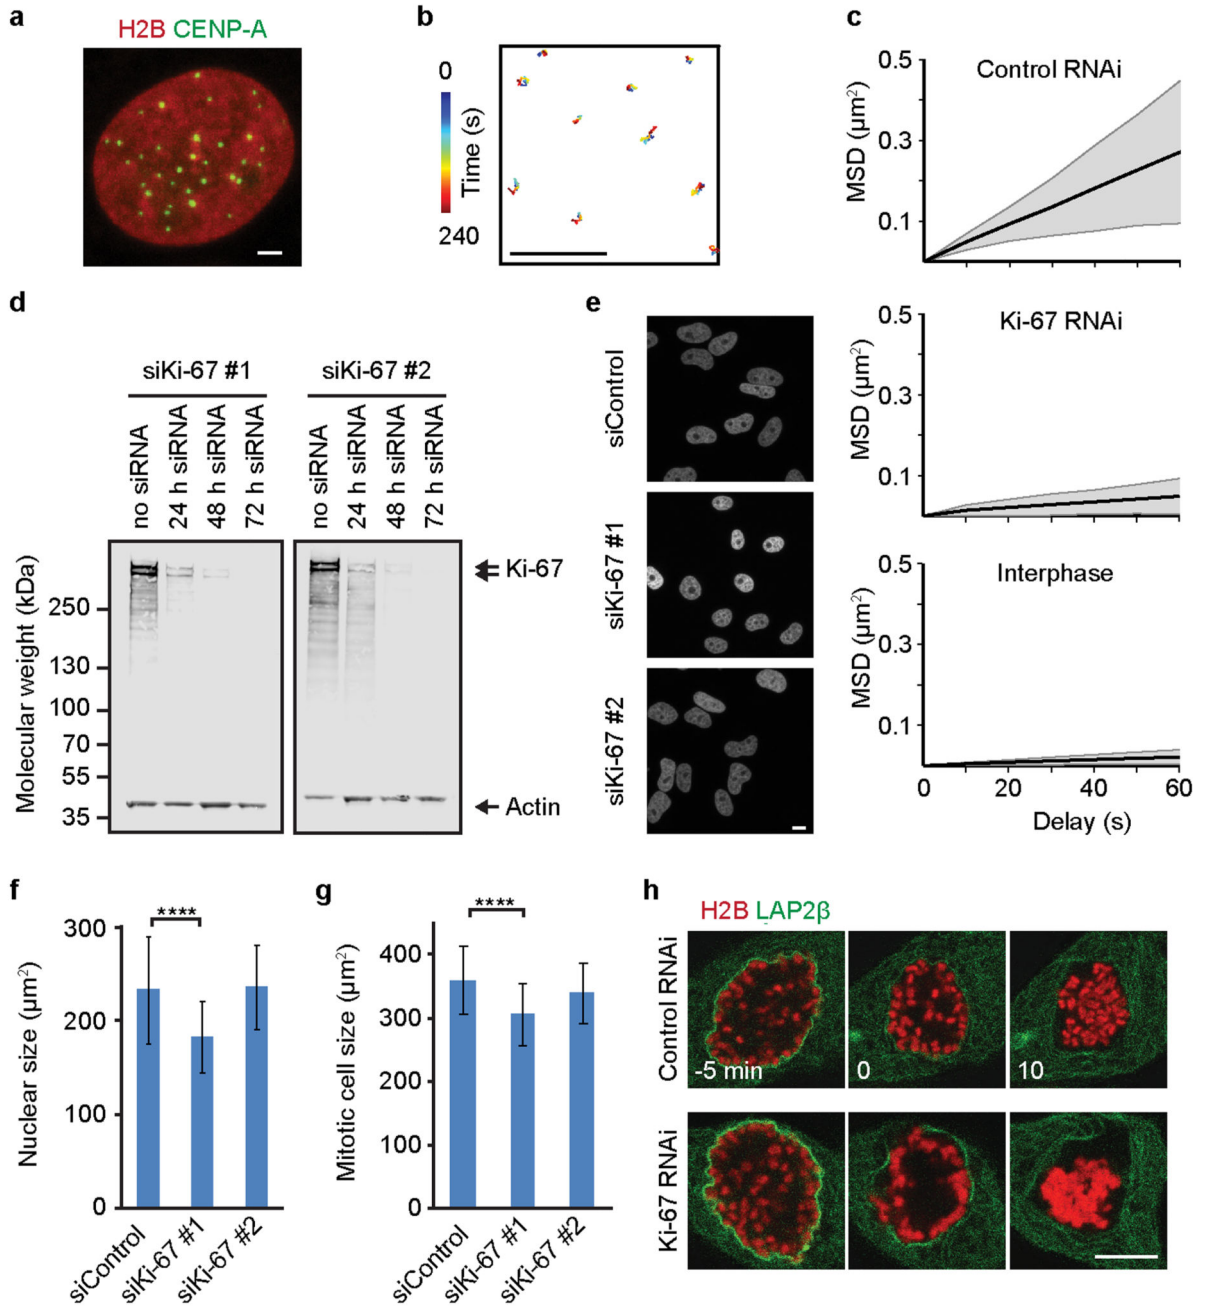 a
H2B CENP-A
b
0
Time (s)
240
c
0.5
Control RNAi
MSD (µm²)
0.3
0.1
0.5
Ki-67 RNAi
MSD (µm²)
0.3
0.1
0.5
Interphase
MSD (µm²)
0.3
0.1
0 20 40 60
Delay (s)
d
siKi-67 #1
siKi-67 #2
no siRNA
24 h siRNA
48 h siRNA
72 h siRNA
no siRNA
24 h siRNA
48 h siRNA
72 h siRNA
Molecular weight (kDa)
250
130
100
70
55
35
Ki-67
Actin
e
siControl
siKi-67 #1
siKi-67 #2
f
****
Nuclear size (µm²)
300
200
100
0
siControl
siKi-67 #1
siKi-67 #2
g
****
Mitotic cell size (µm²)
400
300
200
100
0
siControl
siKi-67 #1
siKi-67 #2
h
H2B LAP2β
Control RNAi
-5 min
0
10
Ki-67 RNAi